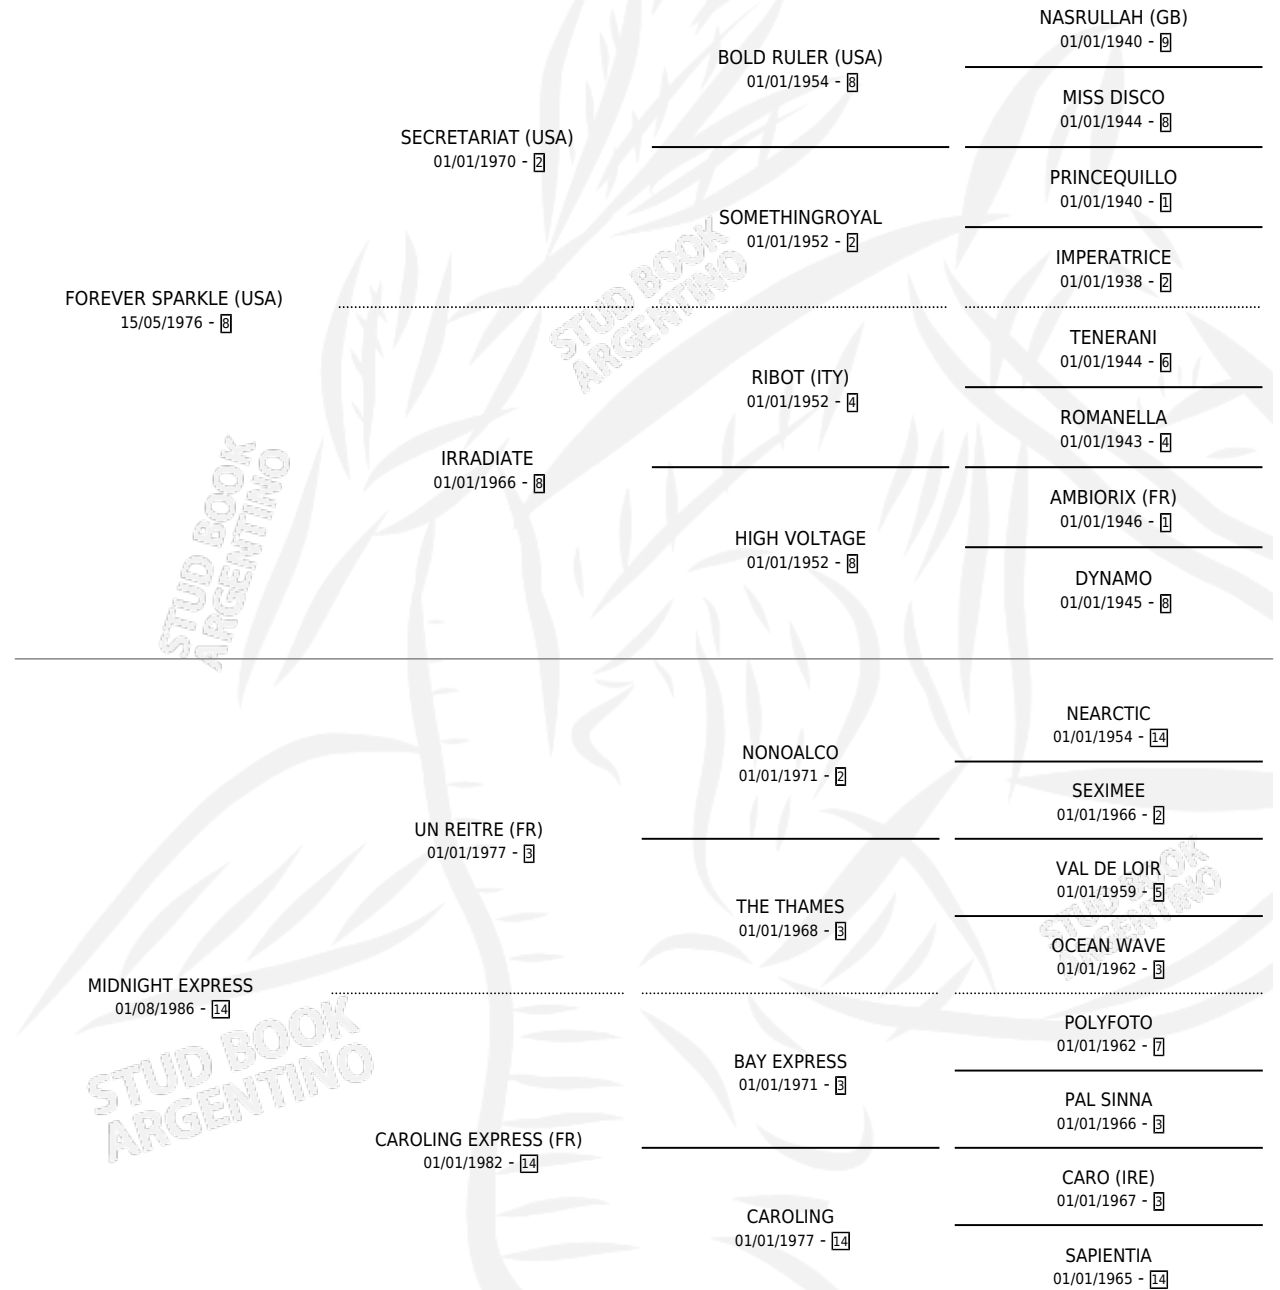 FOREVER SPARKLE (USA)
15/05/1976 - 8
SECRETARIAT (USA)
01/01/1970 - 2
BOLD RULER (USA)
01/01/1954 - 8
NASRULLAH (GB)
01/01/1940 - 9
MISS DISCO
01/01/1944 - 8
SOMETHINGROYAL
01/01/1952 - 2
PRINCEQUILLO
01/01/1940 - 1
IMPERATRICE
01/01/1938 - 2
IRRADIATE
01/01/1966 - 8
RIBOT (ITY)
01/01/1952 - 4
TENERANI
01/01/1944 - 6
ROMANELLA
01/01/1943 - 4
HIGH VOLTAGE
01/01/1952 - 8
AMBIORIX (FR)
01/01/1946 - 1
DYNAMO
01/01/1945 - 8
MIDNIGHT EXPRESS
01/08/1986 - 14
UN REITRE (FR)
01/01/1977 - 3
NONOALCO
01/01/1971 - 2
NEARCTIC
01/01/1954 - 14
SEXIMEE
01/01/1966 - 2
THE THAMES
01/01/1968 - 3
VAL DE LOIR
01/01/1959 - 5
OCEAN WAVE
01/01/1962 - 3
CAROLING EXPRESS (FR)
01/01/1982 - 14
BAY EXPRESS
01/01/1971 - 3
POLYFOTO
01/01/1962 - 7
PAL SINNA
01/01/1966 - 3
CAROLING
01/01/1977 - 14
CARO (IRE)
01/01/1967 - 3
SAPIENTIA
01/01/1965 - 14
STUD BOOK
ARGENTINO
STUD BOOK
ARGENTINO
STUD BOOK
ARGENTINO
STUD BOOK
ARGENTINO